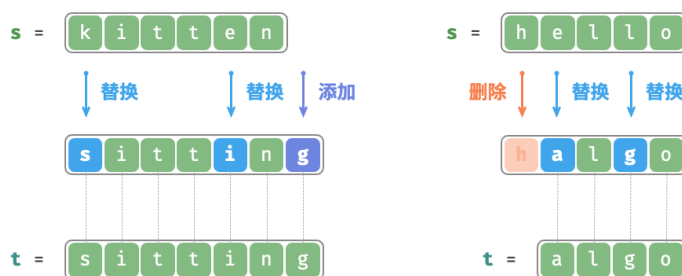 s = k i t t e n s = h e l l o
替换 替换 添加 删除 替换 替换
s i t t i n g h a l g o
t = s i t t i n g t = a l g o